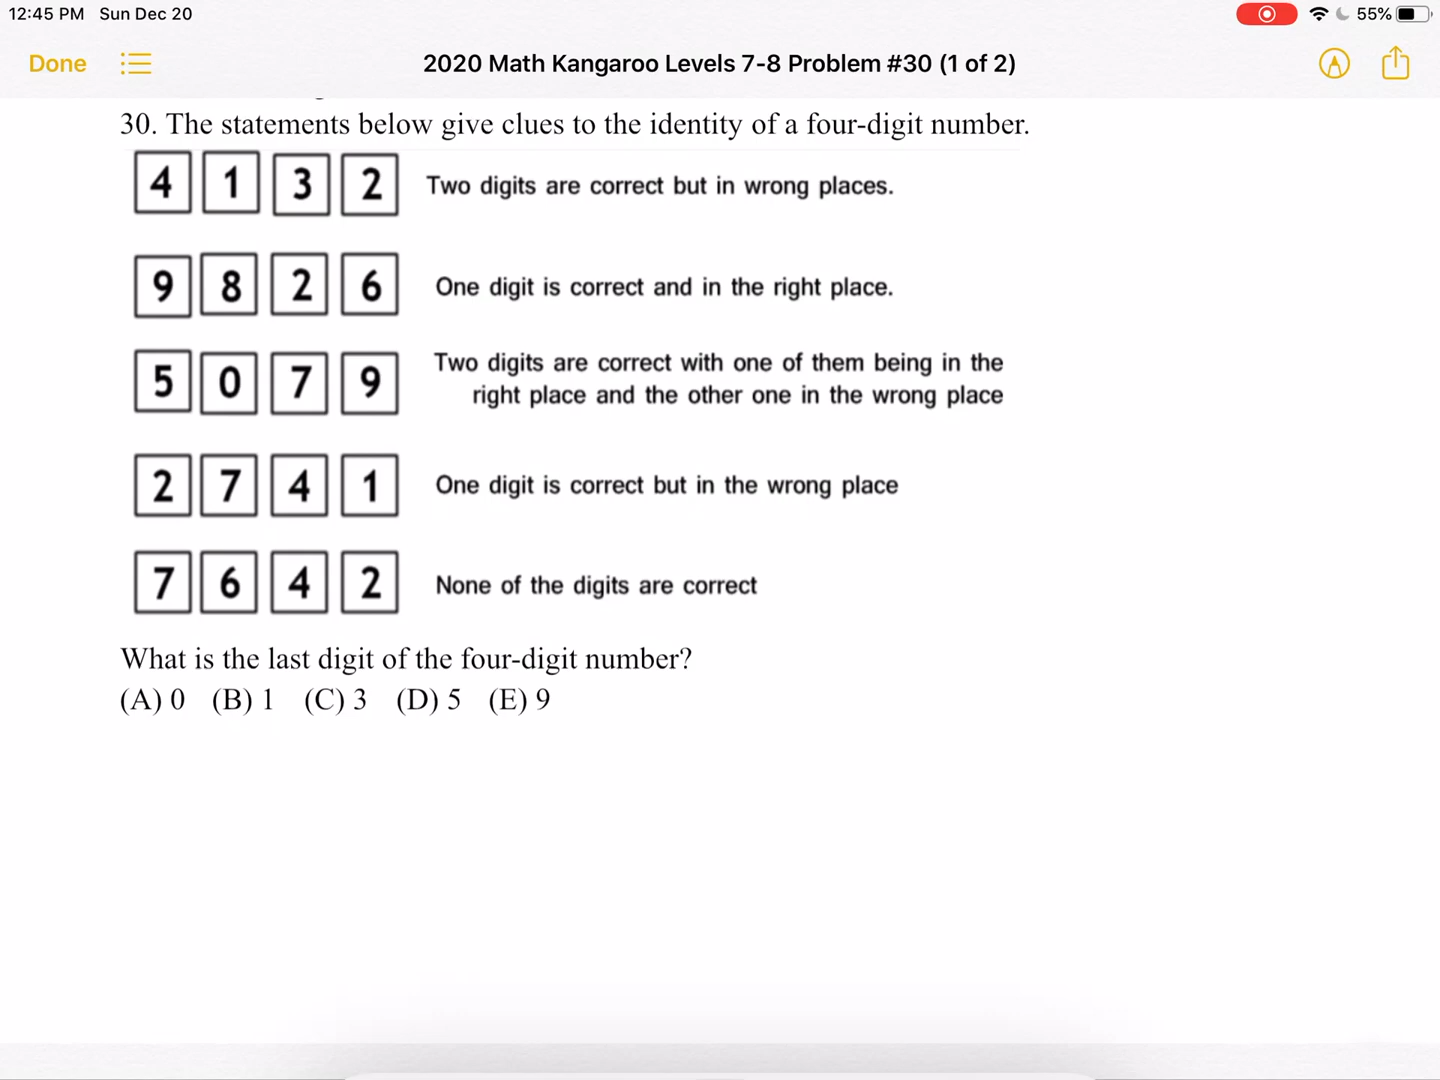 12:45 PM Sun Dec 20
55%
Done
2020 Math Kangaroo Levels 7-8 Problem #30 (1 of 2)
30. The statements below give clues to the identity of a four-digit number.
4 1 3 2 Two digits are correct but in wrong places.
9 8 2 6 One digit is correct and in the right place.
5 0 7 9 Two digits are correct with one of them being in the
right place and the other one in the wrong place
2 7 4 1 One digit is correct but in the wrong place
7 6 4 2 None of the digits are correct
What is the last digit of the four-digit number?
(A) 0 (B) 1 (C) 3 (D) 5 (E) 9